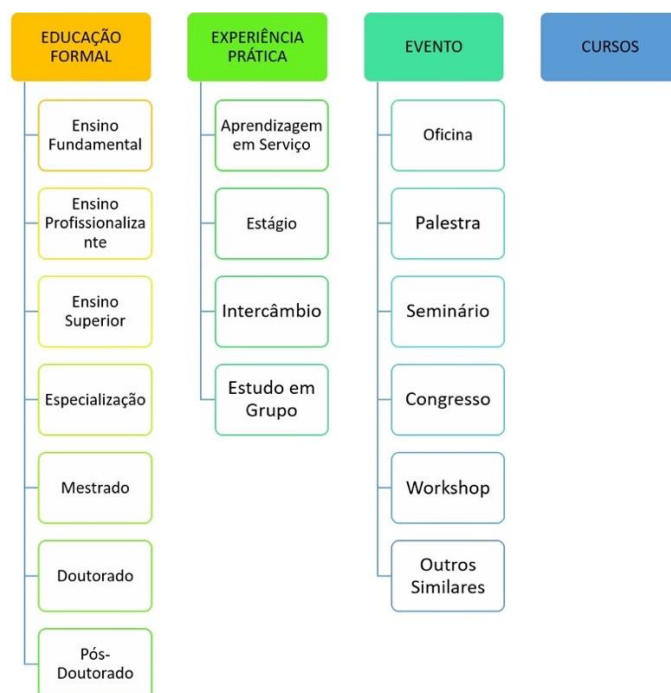 EDUCAÇÃO
FORMAL
Ensino
Fundamental
Ensino
Profissionaliza
nte
Ensino
Superior
Especialização
Mestrado
Doutorado
Pós-
Doutorado
EXPERIÊNCIA
PRÁTICA
Aprendizagem
em Serviço
Estágio
Intercâmbio
Estudo em
Grupo
EVENTO
Oficina
Palestra
Seminário
Congresso
Workshop
Outros
Similares
CURSOS